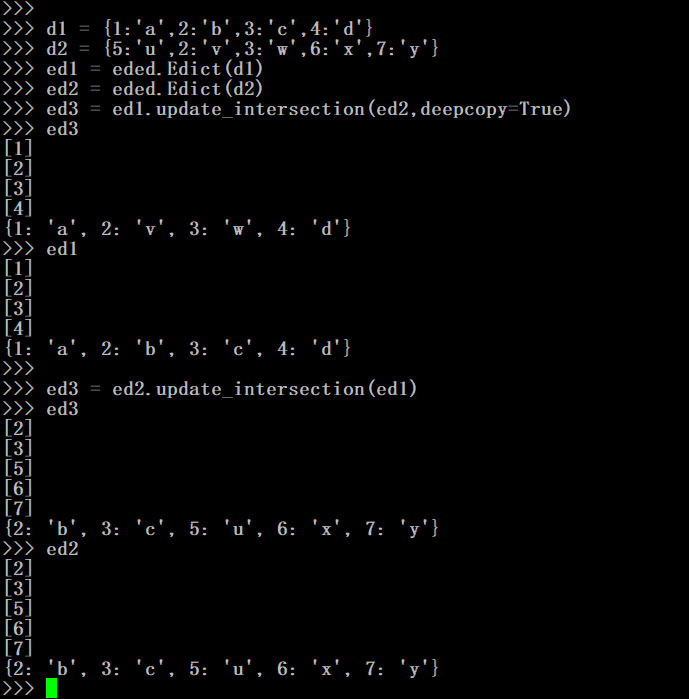 >>>
>>> d1 = {1:'a',2:'b',3:'c',4:'d'}
>>> d2 = {5:'u',2:'v',3:'w',6:'x',7:'y'}
>>> ed1 = eded.Edict(d1)
>>> ed2 = eded.Edict(d2)
>>> ed3 = ed1.update_intersection(ed2,deepcopy=True)
>>> ed3
[1]
[2]
[3]
[4]
{1: 'a', 2: 'v', 3: 'w', 4: 'd'}
>>> ed1
[1]
[2]
[3]
[4]
{1: 'a', 2: 'b', 3: 'c', 4: 'd'}
>>>
>>> ed3 = ed2.update_intersection(ed1)
>>> ed3
[2]
[3]
[5]
[6]
[7]
{2: 'b', 3: 'c', 5: 'u', 6: 'x', 7: 'y'}
>>> ed2
[2]
[3]
[5]
[6]
[7]
{2: 'b', 3: 'c', 5: 'u', 6: 'x', 7: 'y'}
>>>